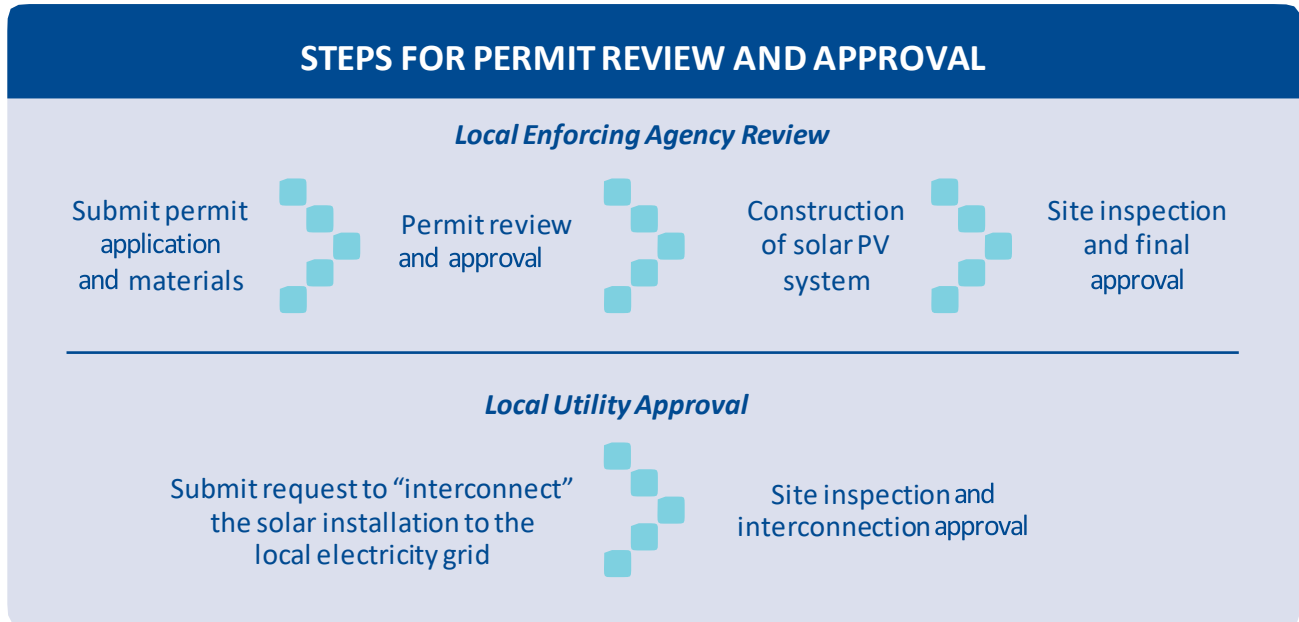 STEPS FOR PERMIT REVIEW AND APPROVAL
Local Enforcing Agency Review
Submit permit
application
and materials
Permit review
and approval
Construction
of solar PV
system
Site inspection
and final
approval
Local Utility Approval
Submit request to “interconnect”
the solar installation to the
local electricity grid
Site inspection and
interconnection approval